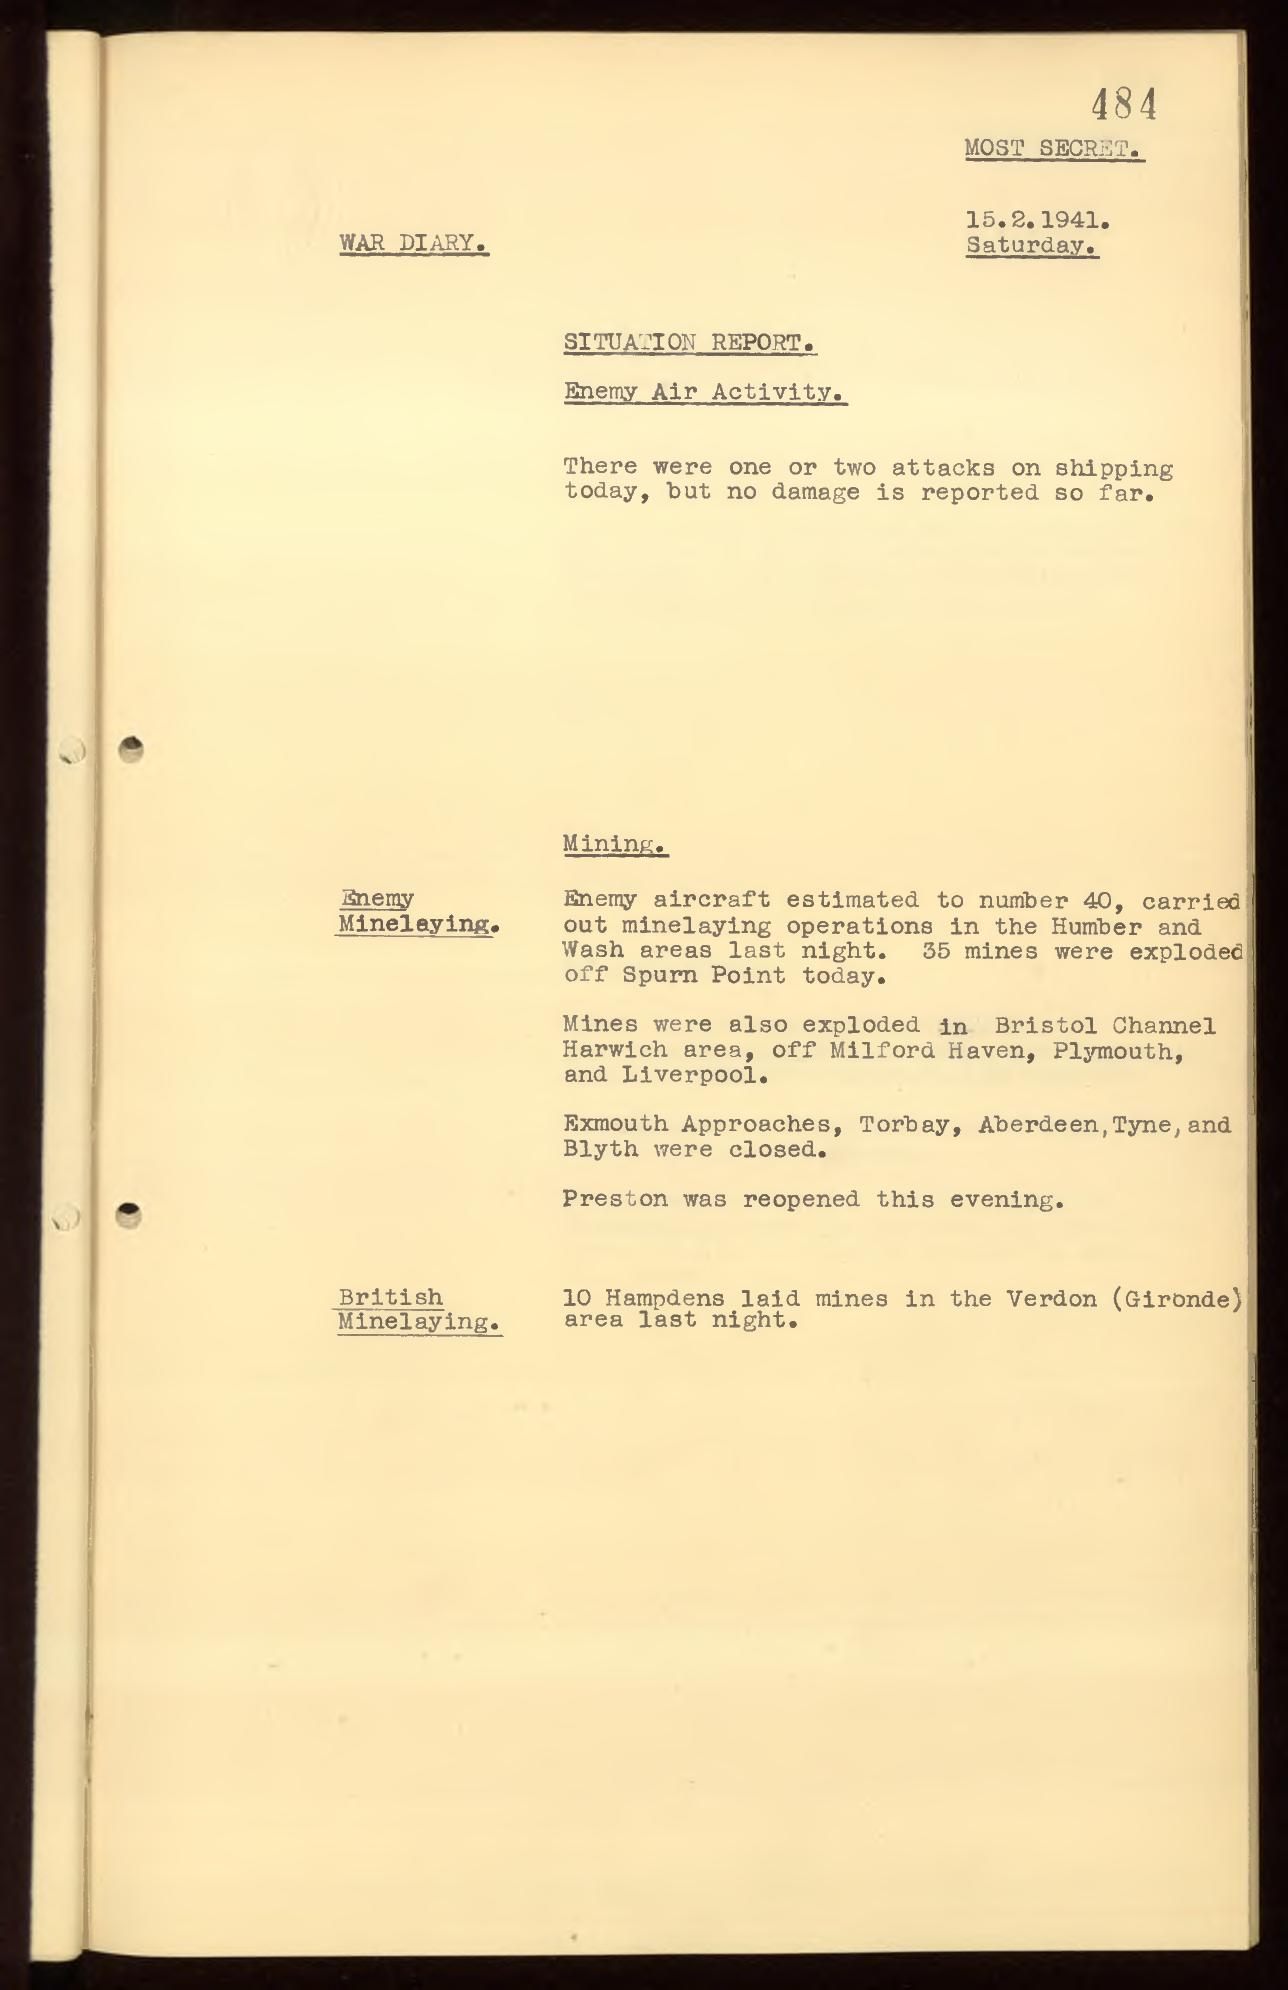 484
MOST SECRET.
15.2.1941.
WAR DIARY.
Saturday.
SITUATION REPORT.
Enemy Air Activity.
There were one or two attacks on shipping
today, but no damage is reported so far.
Mining.
Enemy
Minelaying.
Enemy aircraft estimated to number 40, carried
out minelaying operations in the Humber and
Wash areas last night. 35 mines were exploded
off Spurn Point today.
Mines were also exploded in Bristol Channel
Harwich area, off Milford Haven, Plymouth,
and Liverpool.
Exmouth Approaches, Torbay, Aberdeen, Tyne, and
Blyth were closed.
Preston was reopened this evening.
British
Minelaying.
10 Hampdens laid mines in the Verdon (Gironde)
area last night.